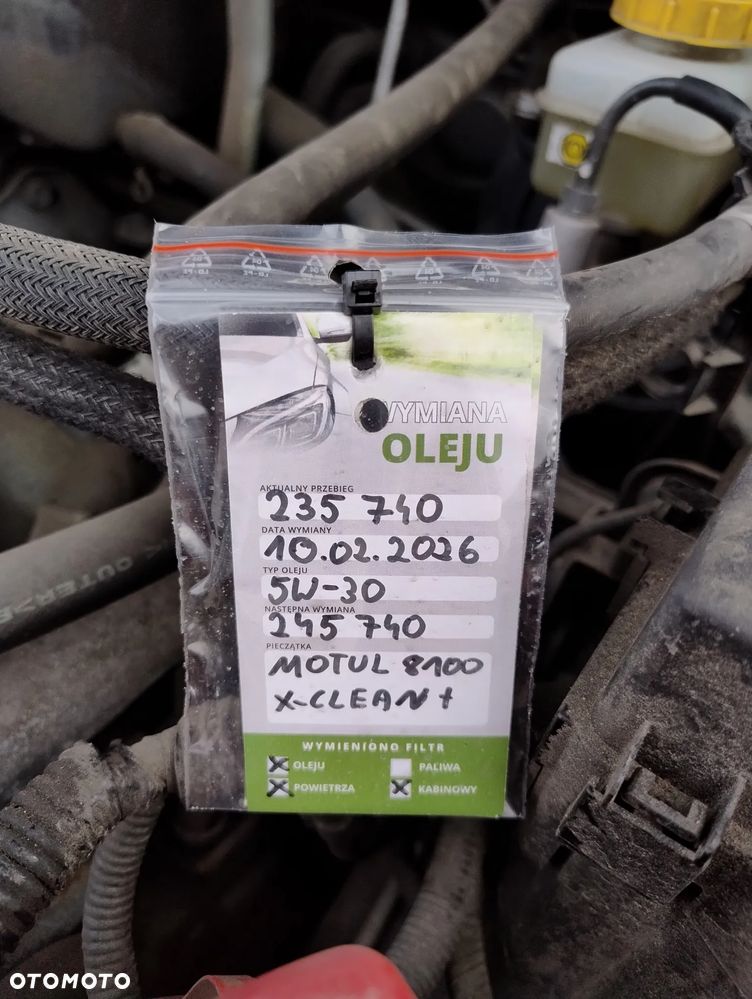 WYMIANA
OLEJU
AKTUALNY PRZEBIEG
235 740
DATA WYMIANY
10.02.2026
TYP OLEJU
5W-30
NASTĘPNA WYMIANA
245 740
PIECZĄTKA
MOTUL 8100
X-CLEAN +
WYMIENIONO FILTR
OLEJU PALIWA
POWIETRZA KABINOWY
OTOMOTO